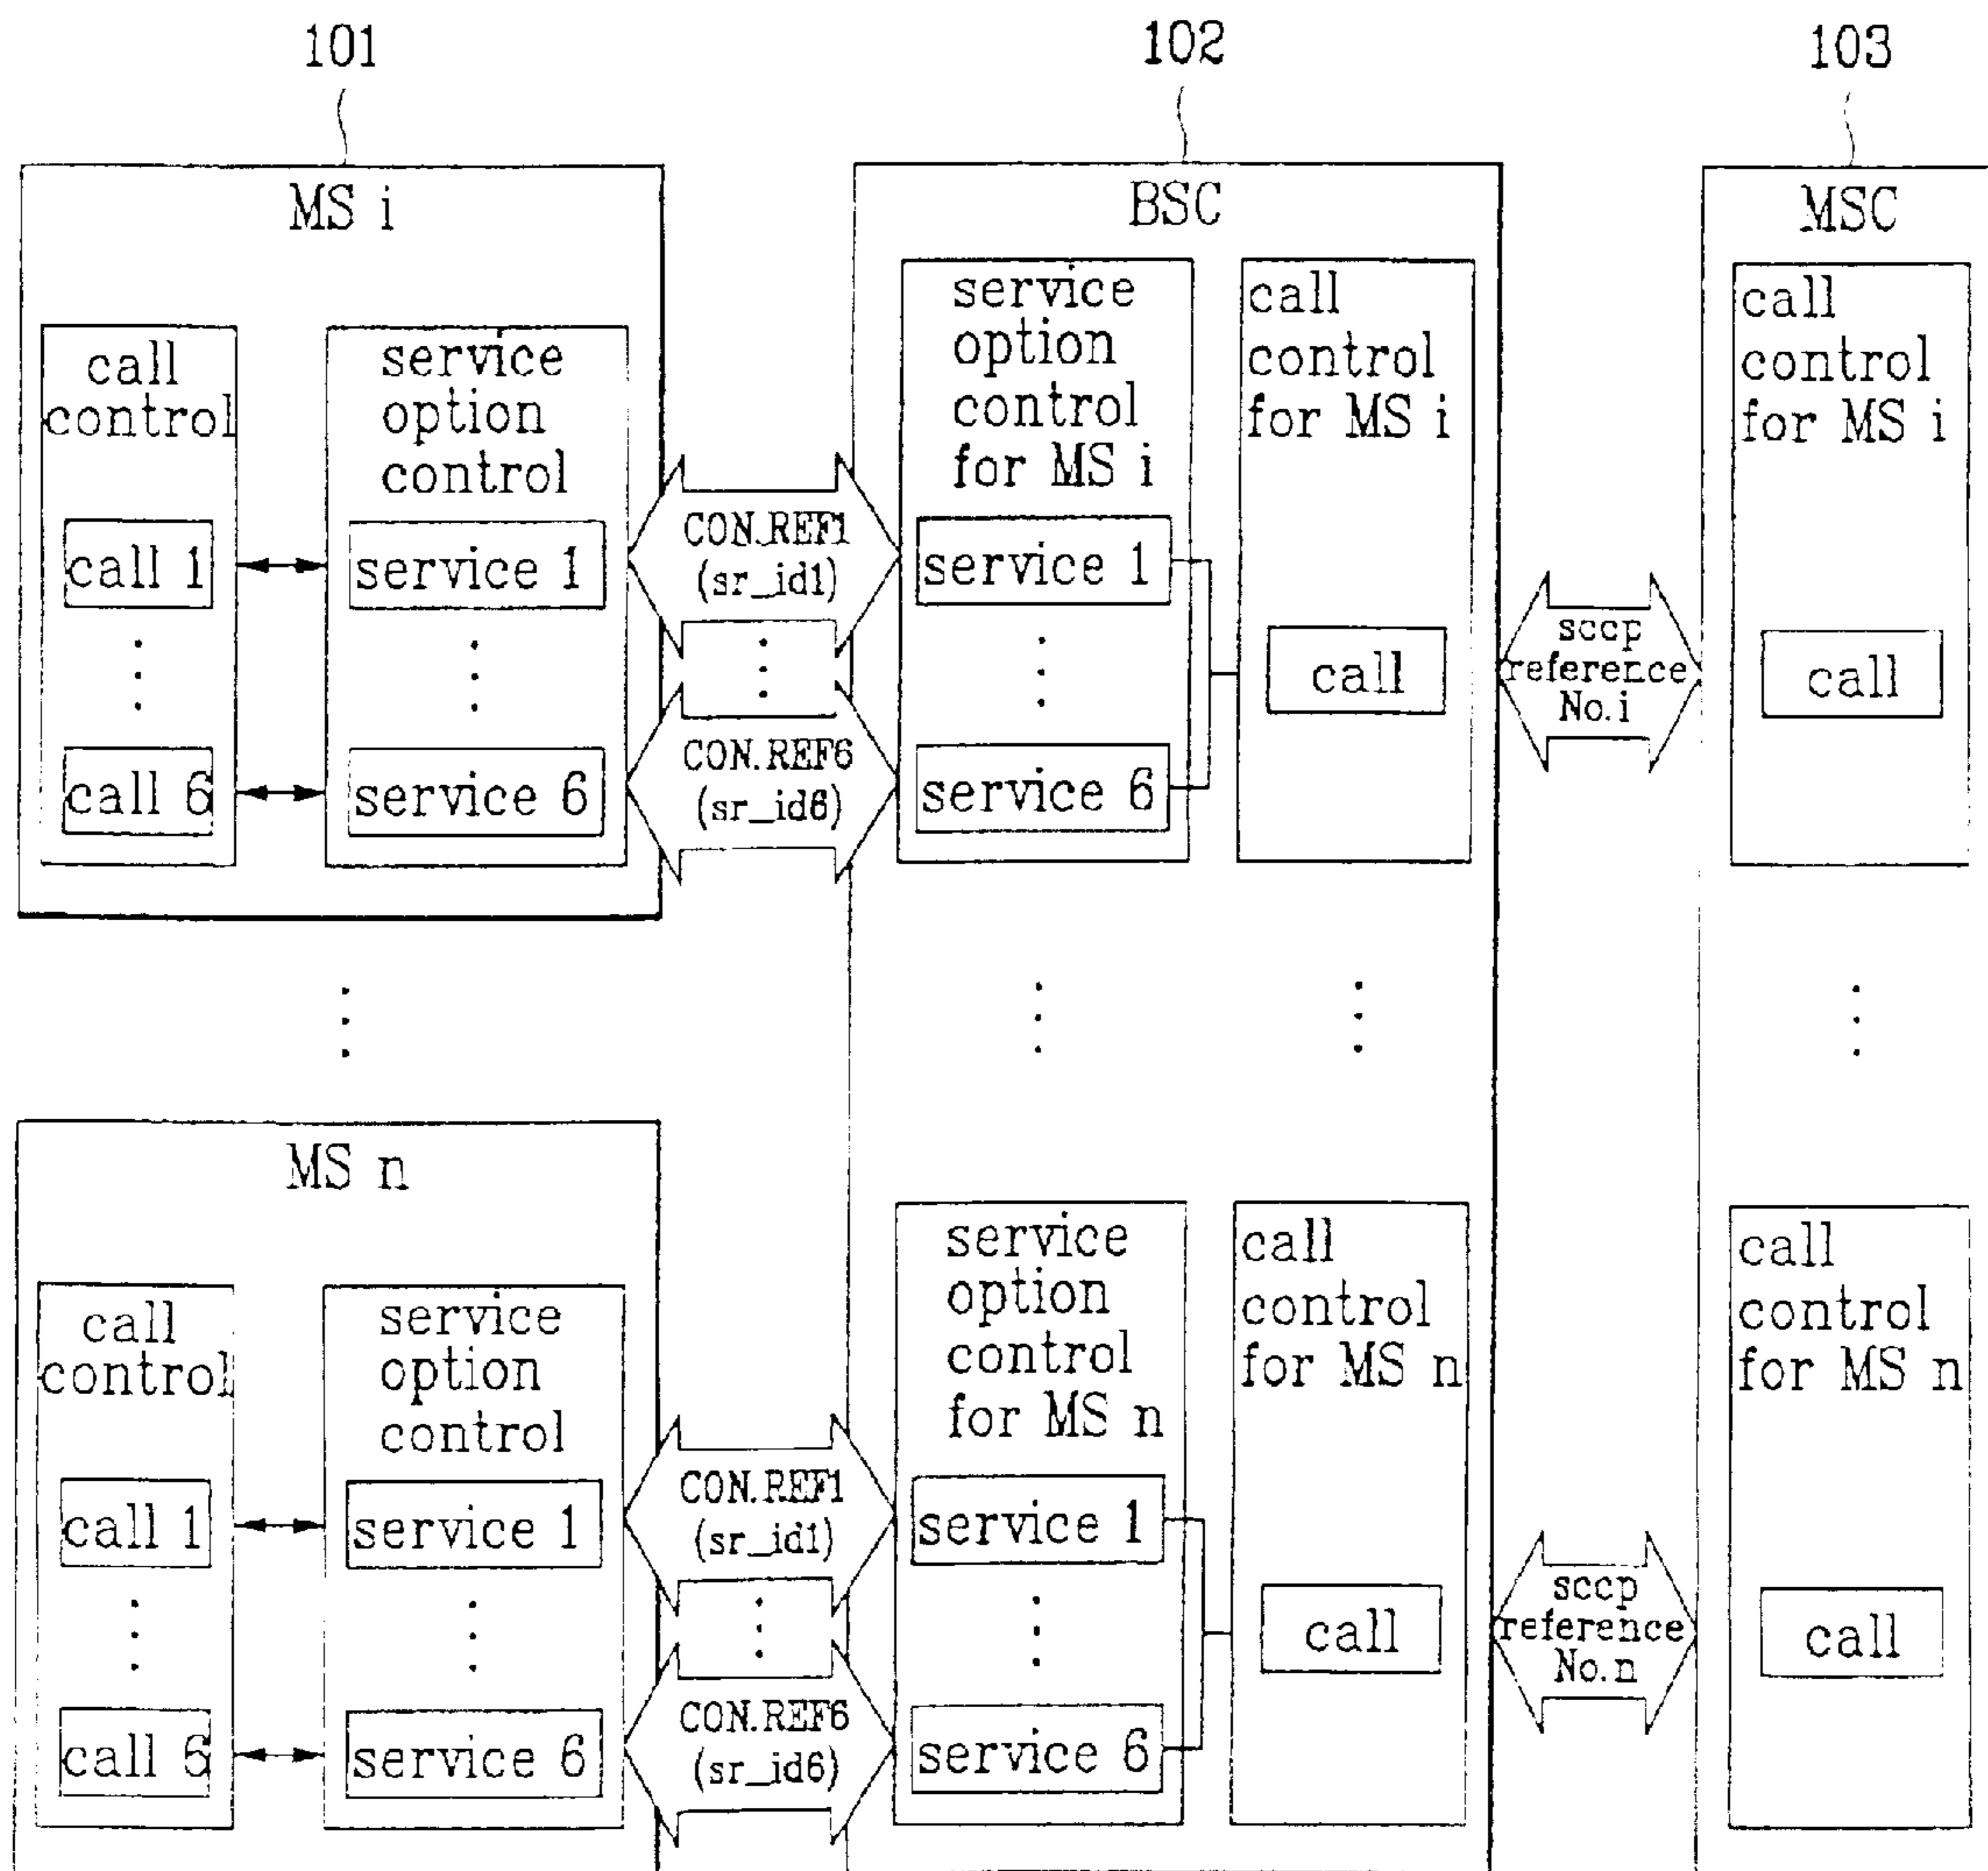 101
102
103
MS i
BSC
MSC
call
control
service
option
control
service
option
control
for MS i
call
control
for MS i
call
control
for MS i
call 1
service 1
CON.REF1
(sr_id1)
service 1
call 6
service 6
CON.REF6
(sr_id6)
service 6
call
sccp
reference
No.i
call
MS n
call
control
service
option
control
service
option
control
for MS n
call
control
for MS n
call
control
for MS n
call 1
service 1
CON.REF1
(sr_id1)
service 1
call 6
service 6
CON.REF6
(sr_id6)
service 6
call
sccp
reference
No.n
call